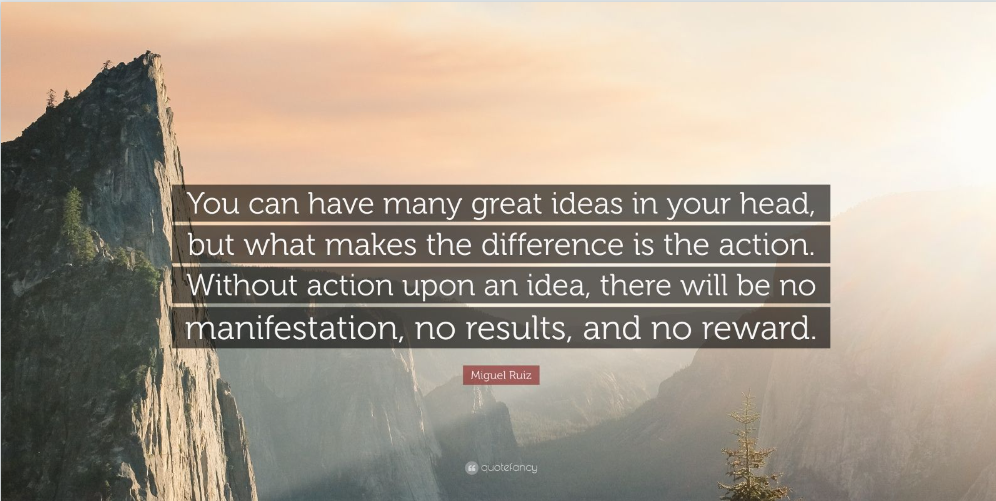 You can have many great ideas in your head,
but what makes the difference is the action.
Without action upon an idea, there will be no
manifestation, no results, and no reward.
Miguel Ruiz
quotefancy